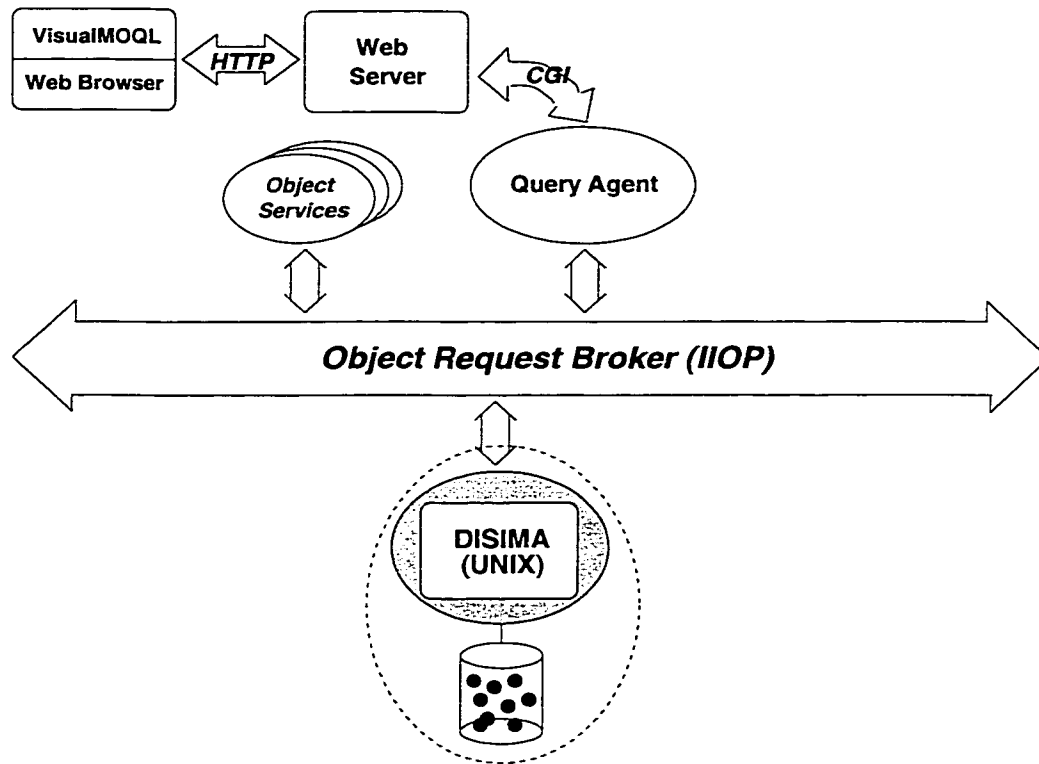 VisualMOQL
Web Browser
HTTP
Web
Server
CGI
Object
Services
Query Agent
Object Request Broker (IIOP)
DISIMA
(UNIX)